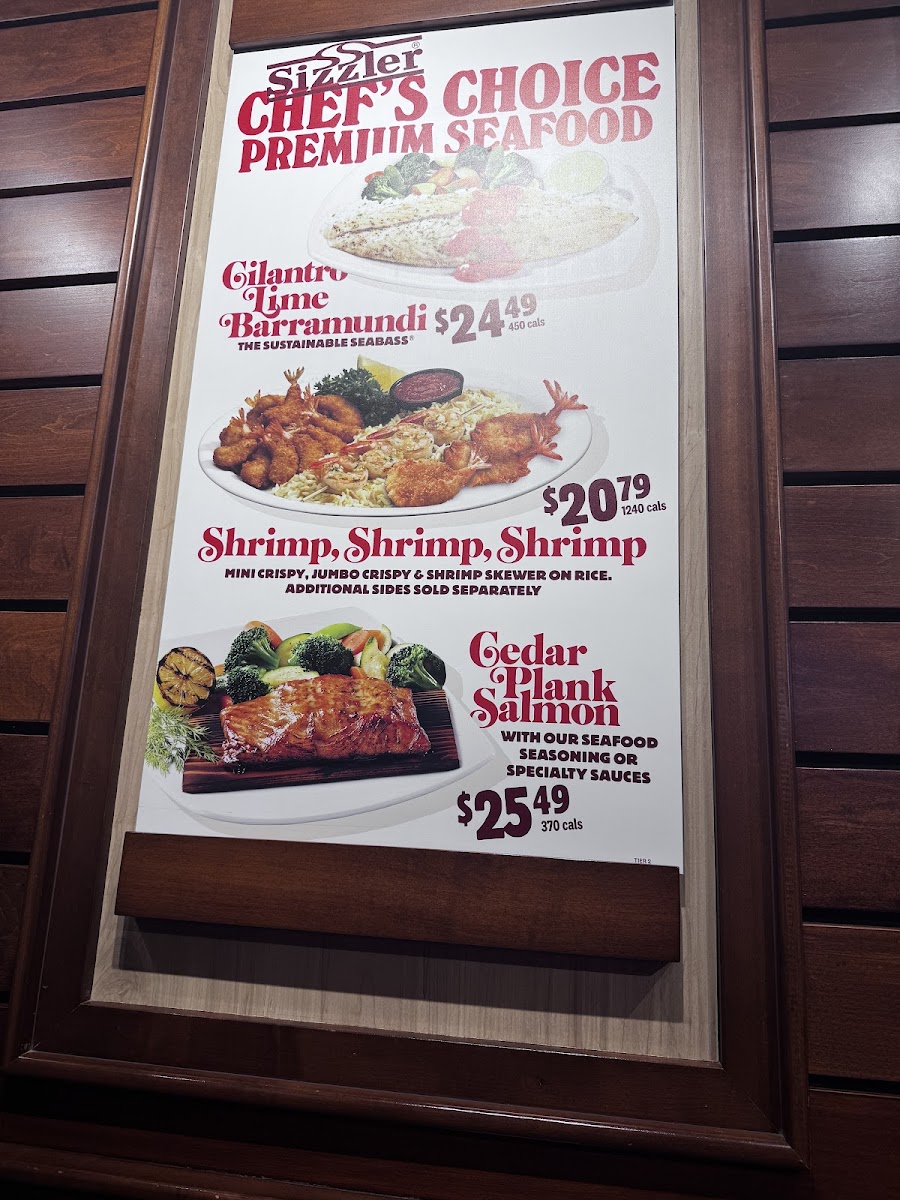 Sizzler®
CHEF'S CHOICE
PREMIUM SEAFOOD
Cilantro
Lime
Barramundi
THE SUSTAINABLE SEABASS®
$24.49
450 cals
$20.79
1240 cals
Shrimp, Shrimp, Shrimp
MINI CRISPY, JUMBO CRISPY & SHRIMP SKEWER ON RICE.
ADDITIONAL SIDES SOLD SEPARATELY
Cedar
Plank
Salmon
WITH OUR SEAFOOD
SEASONING OR
SPECIALTY SAUCES
$25.49
370 cals
TIER 2